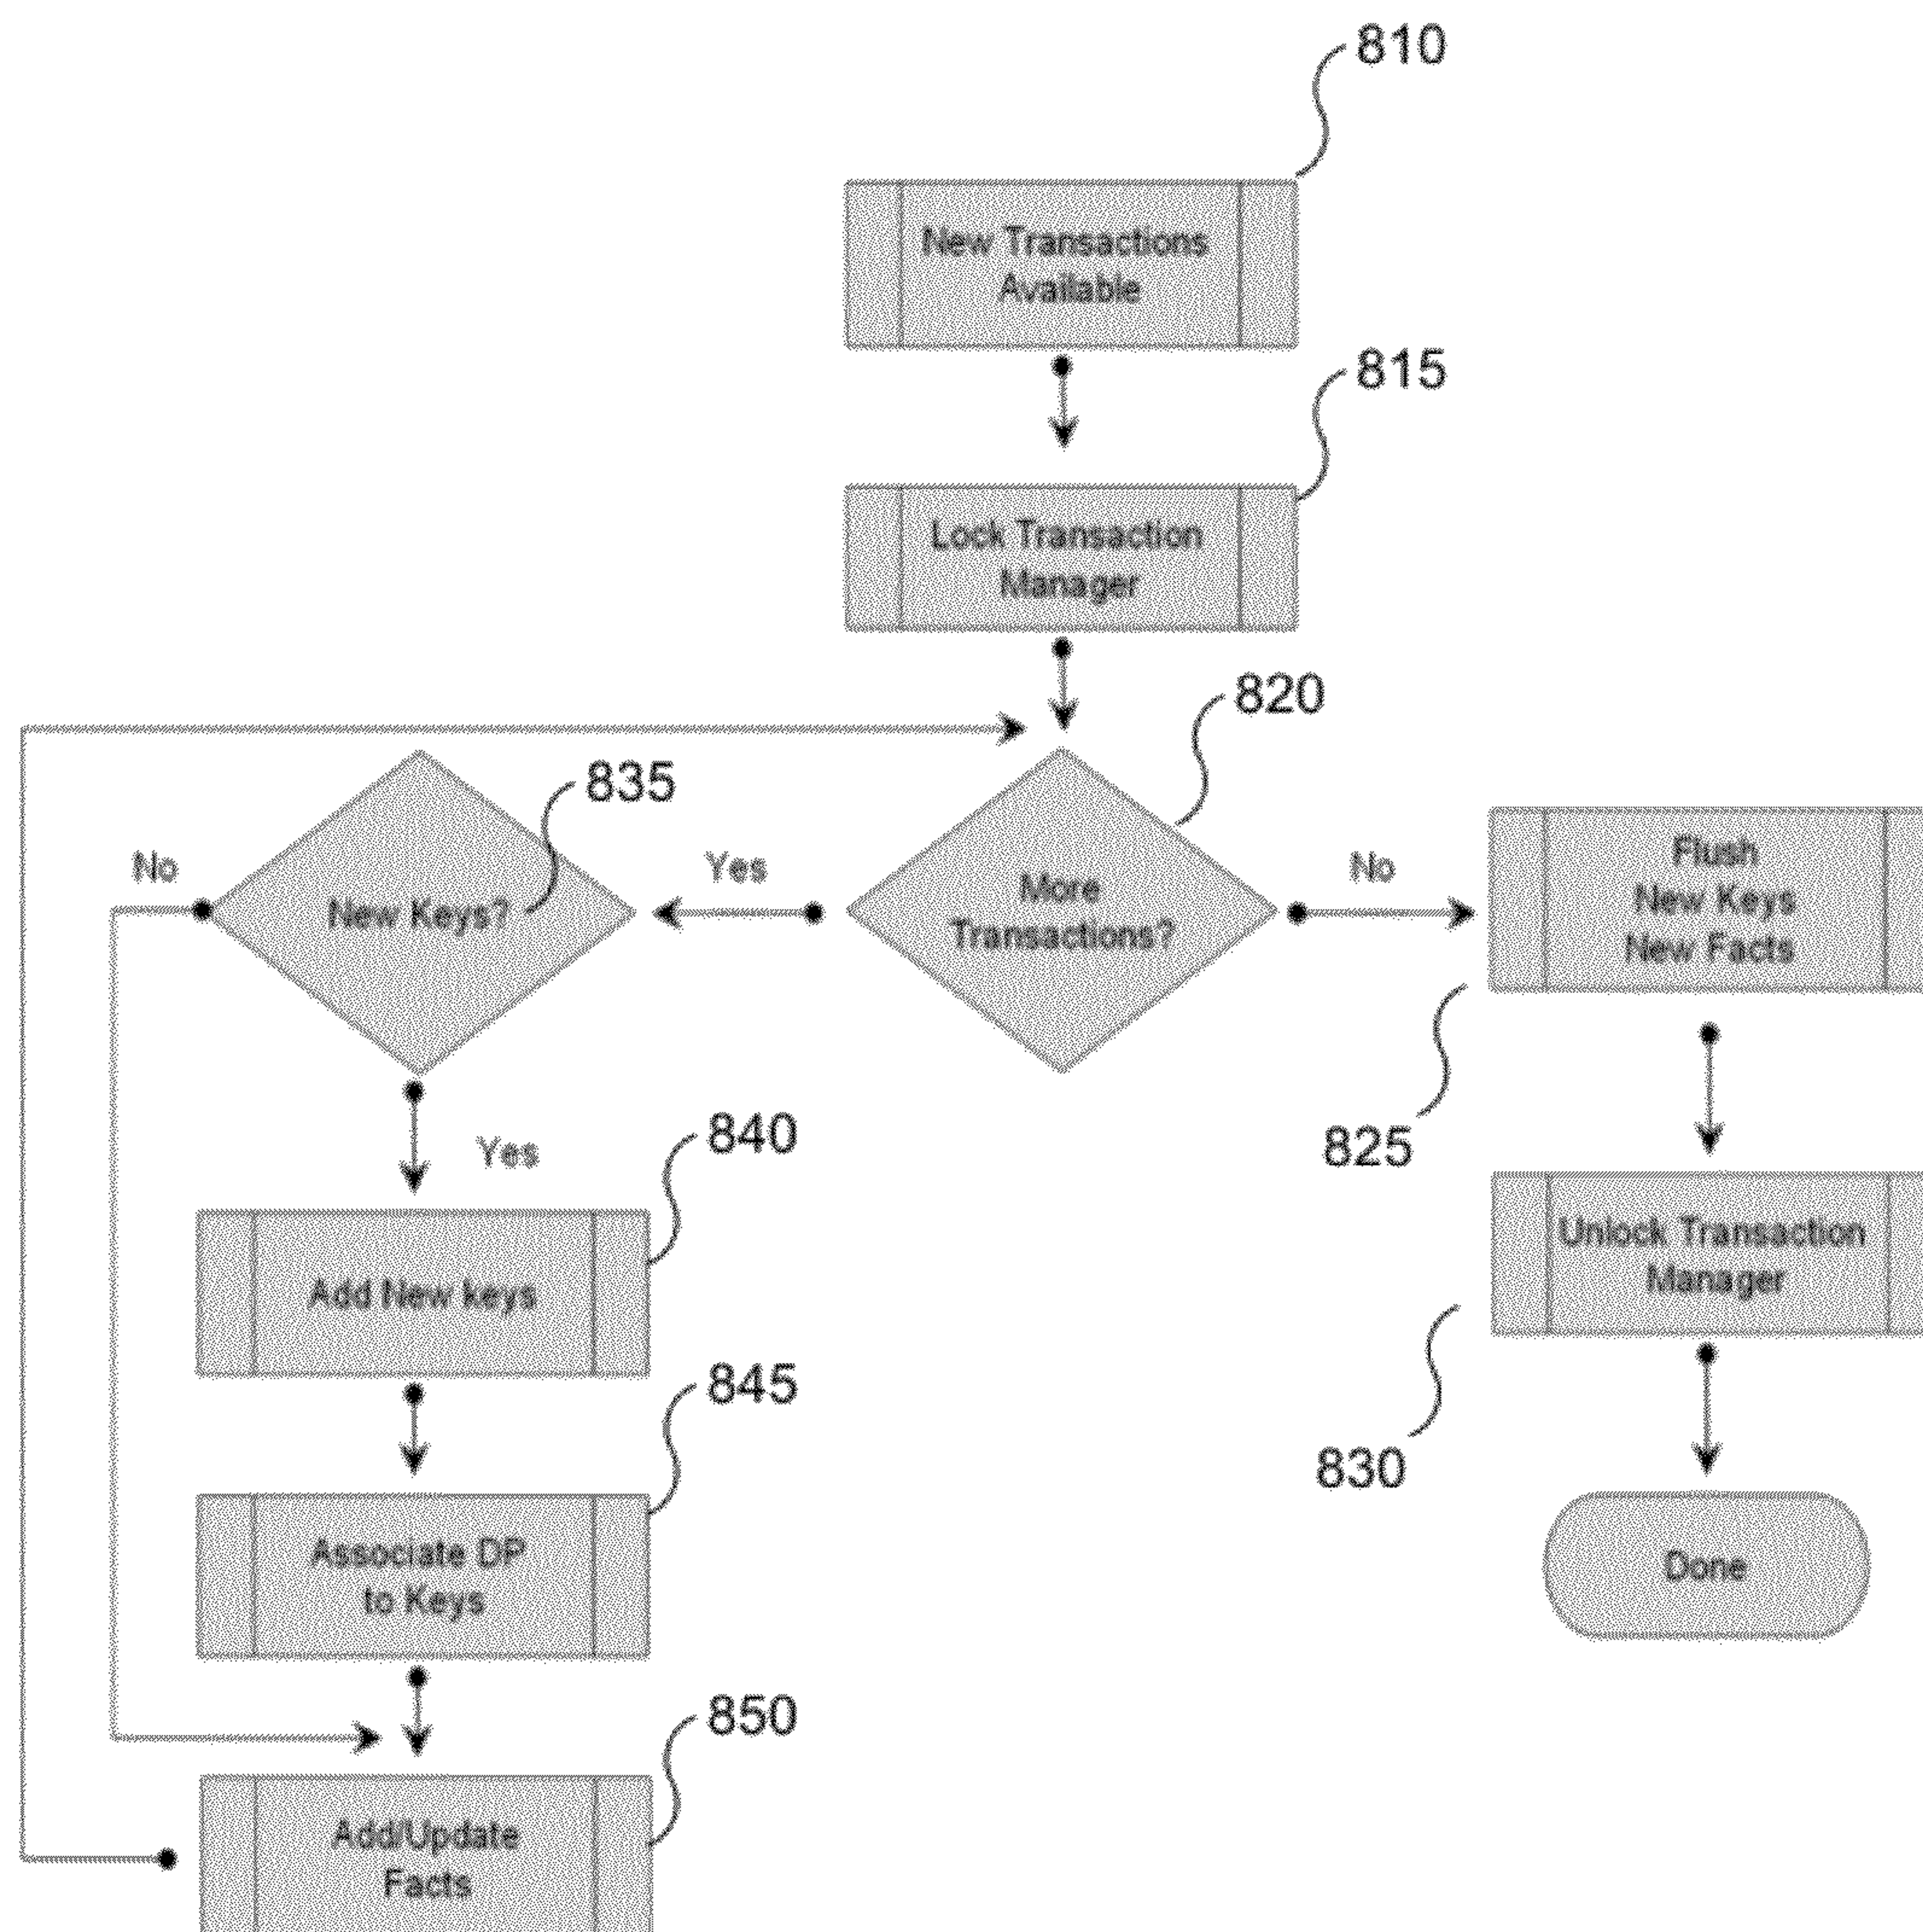 810
New Transactions
Available
815
Lock Transaction
Manager
820
835
No
New Keys?
Yes
More
Transactions?
No
Flush
New Keys
New Facts
825
Yes
840
Add New keys
Unlock Transaction
Manager
830
845
Associate DP
to Keys
Done
850
Add/Update
Facts